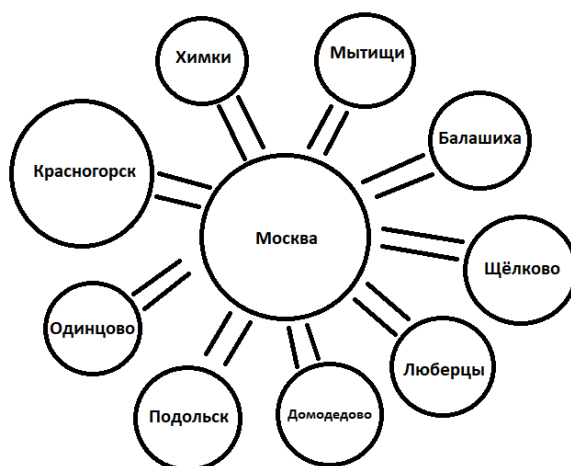 Химки
Мытищи
Балашиха
Красногорск
Москва
Щёлково
Одинцово
Люберцы
Подольск
Домодедово